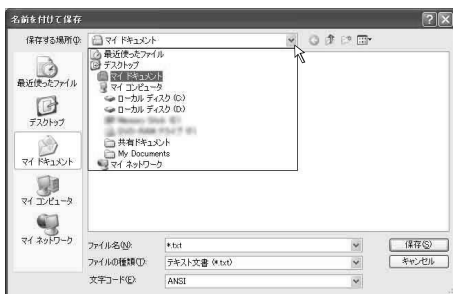 名前を付けて保存
保存する場所(I):
マイ ドキュメント
最近使ったファイル
デスクトップ
マイ ドキュメント
マイ コンピュータ
ローカル ディスク (C:)
ローカル ディスク (D:)
共有ドキュメント
My Documents
マイ ネットワーク
最近使ったファイル
デスクトップ
マイ ドキュメント
マイ コンピュータ
マイ ネットワーク
ファイル名(N):
*.txt
保存(S)
ファイルの種類(T):
テキスト文書 (*.txt)
キャンセル
文字コード(E):
ANSI